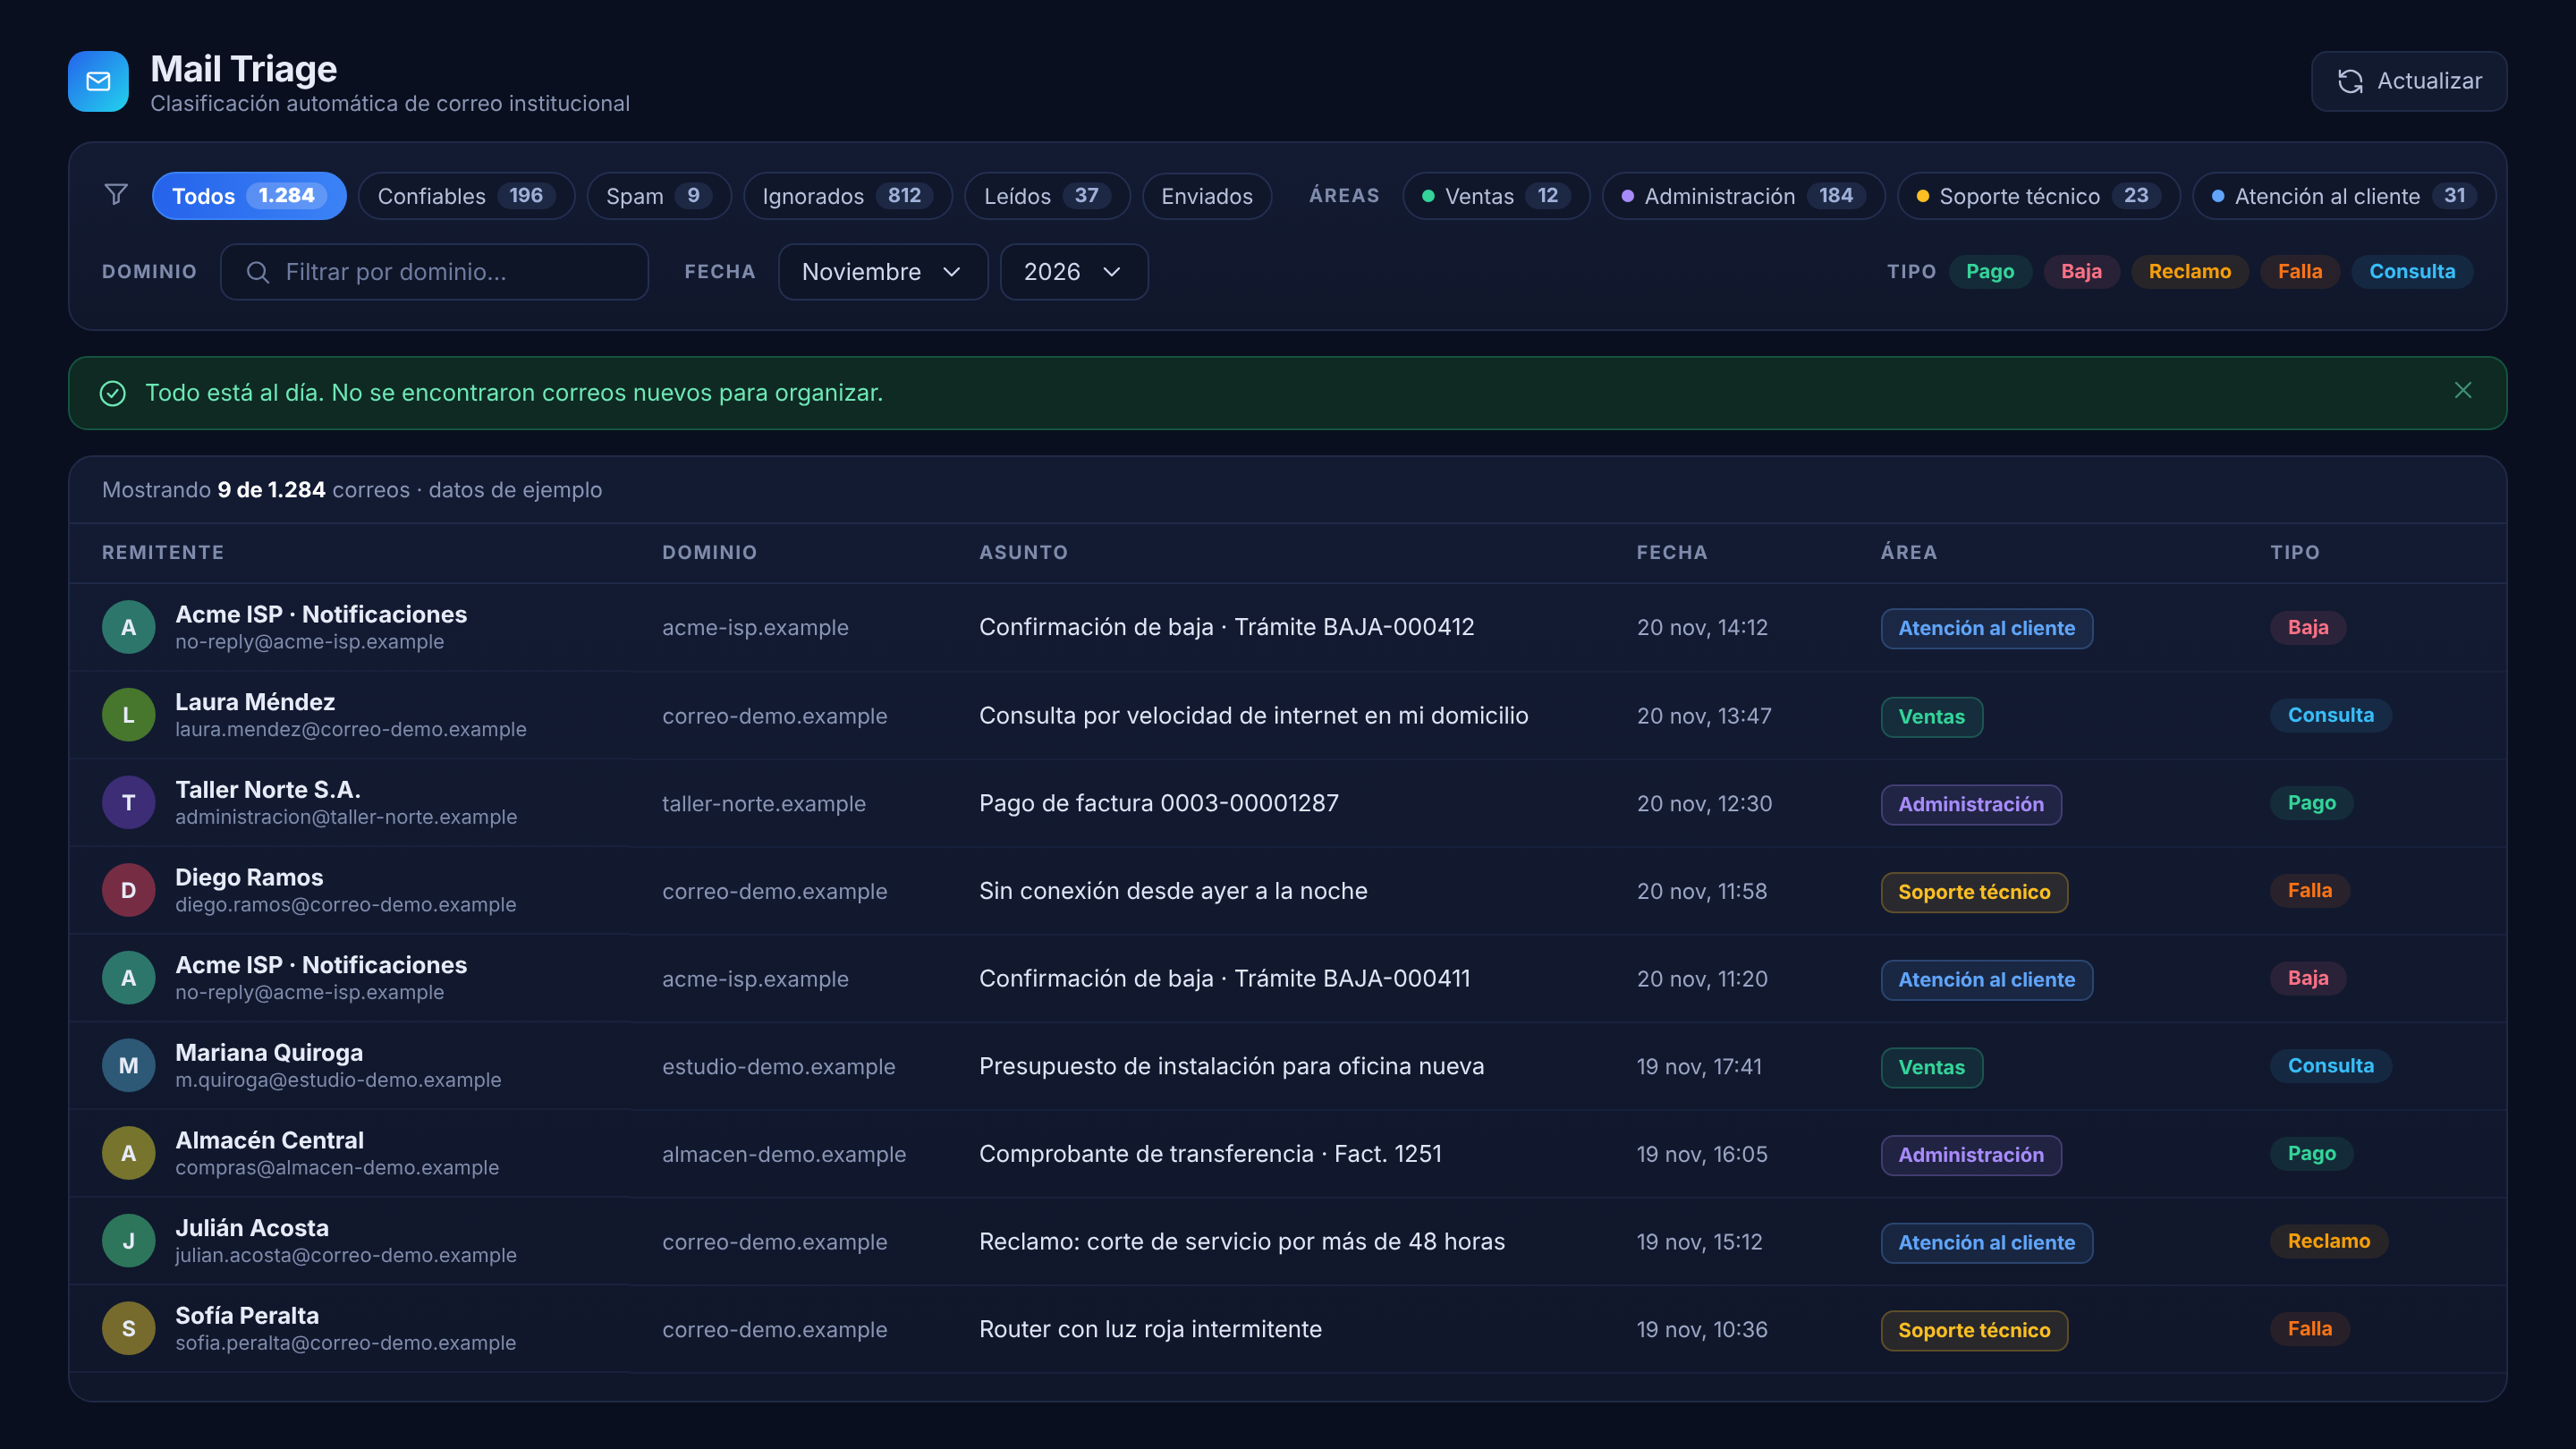 Mail Triage
Clasificación automática de correo institucional
Actualizar
Todos 1.284 Confiables 196 Spam 9 Ignorados 812 Leídos 37 Enviados ÁREAS Ventas 12 Administración 184 Soporte técnico 23 Atención al cliente 31
DOMINIO Filtrar por dominio... FECHA Noviembre 2026 TIPO Pago Baja Reclamo Falla Consulta
Todo está al día. No se encontraron correos nuevos para organizar.
Mostrando 9 de 1.284 correos · datos de ejemplo
REMITENTE DOMINIO ASUNTO FECHA ÁREA TIPO
A Acme ISP · Notificaciones
no-reply@acme-isp.example
acme-isp.example Confirmación de baja · Trámite BAJA-000412 20 nov, 14:12 Atención al cliente Baja
L Laura Méndez
laura.mendez@correo-demo.example
correo-demo.example Consulta por velocidad de internet en mi domicilio 20 nov, 13:47 Ventas Consulta
T Taller Norte S.A.
administracion@taller-norte.example
taller-norte.example Pago de factura 0003-00001287 20 nov, 12:30 Administración Pago
D Diego Ramos
diego.ramos@correo-demo.example
correo-demo.example Sin conexión desde ayer a la noche 20 nov, 11:58 Soporte técnico Falla
A Acme ISP · Notificaciones
no-reply@acme-isp.example
acme-isp.example Confirmación de baja · Trámite BAJA-000411 20 nov, 11:20 Atención al cliente Baja
M Mariana Quiroga
m.quiroga@estudio-demo.example
estudio-demo.example Presupuesto de instalación para oficina nueva 19 nov, 17:41 Ventas Consulta
A Almacén Central
compras@almacen-demo.example
almacen-demo.example Comprobante de transferencia · Fact. 1251 19 nov, 16:05 Administración Pago
J Julián Acosta
julian.acosta@correo-demo.example
correo-demo.example Reclamo: corte de servicio por más de 48 horas 19 nov, 15:12 Atención al cliente Reclamo
S Sofía Peralta
sofia.peralta@correo-demo.example
correo-demo.example Router con luz roja intermitente 19 nov, 10:36 Soporte técnico Falla